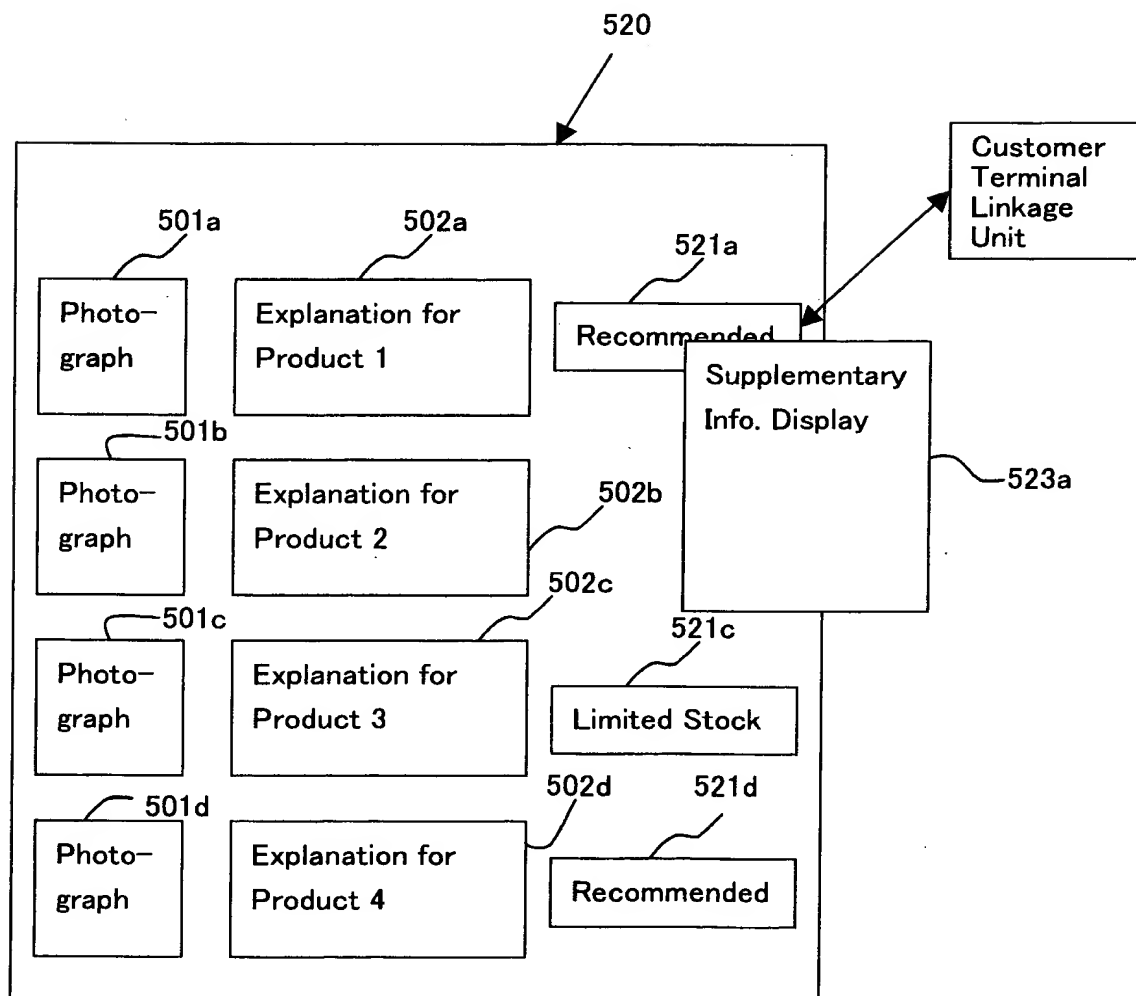 520
Customer
Terminal
Linkage
Unit
501a
502a
521a
Photo-
graph
Explanation for
Product 1
Recommended
Supplementary
Info. Display
523a
501b
Photo-
graph
Explanation for
Product 2
502b
501c
502c
521c
Photo-
graph
Explanation for
Product 3
Limited Stock
501d
502d
521d
Photo-
graph
Explanation for
Product 4
Recommended